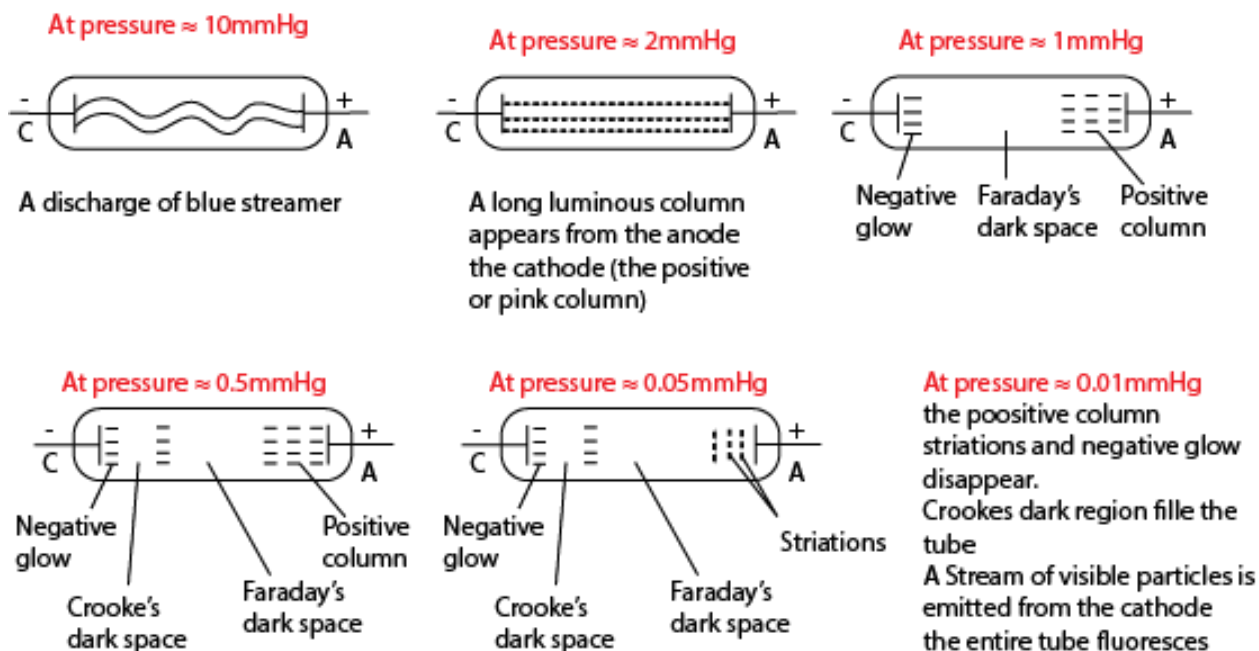 At pressure ≈ 10mmHg
-
+
C
A
A discharge of blue streamer
At pressure ≈ 2mmHg
-
+
C
A
A long luminous column
appears from the anode
the cathode (the positive
or pink column)
At pressure ≈ 1mmHg
-
+
C
A
Negative
glow
Faraday's
dark space
Positive
column
At pressure ≈ 0.5mmHg
-
+
C
A
Negative
glow
Positive
column
Crooke's
dark space
Faraday's
dark space
At pressure ≈ 0.05mmHg
-
+
C
A
Negative
glow
Striations
Crooke's
dark space
Faraday's
dark space
At pressure ≈ 0.01mmHg
the poositive column
striations and negative glow
disappear.
Crookes dark region fille the
tube
A Stream of visible particles is
emitted from the cathode
the entire tube fluoresces